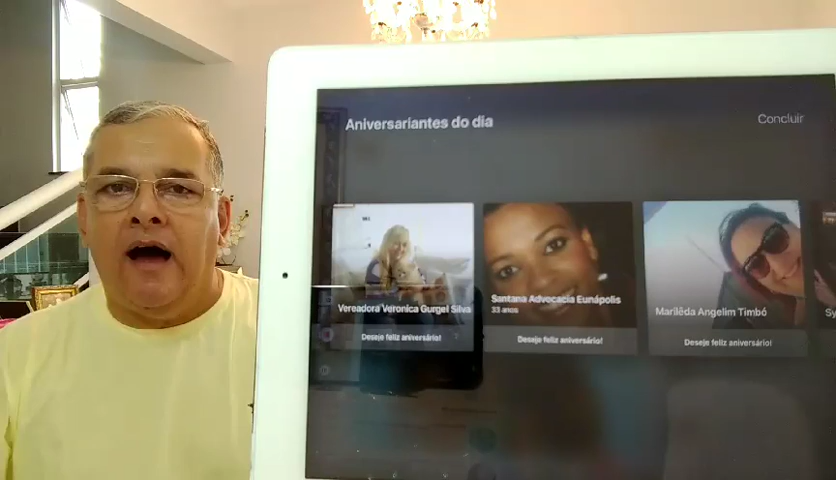 Aniversariantes do dia
Concluir
Vereadora Veronica Gurgel Silva
Deseje feliz aniversário!
Santana Advocacia Eunápolis
33 anos
Deseje feliz aniversário!
Marilêda Angelim Timbó
Deseje feliz aniversário!
Sy